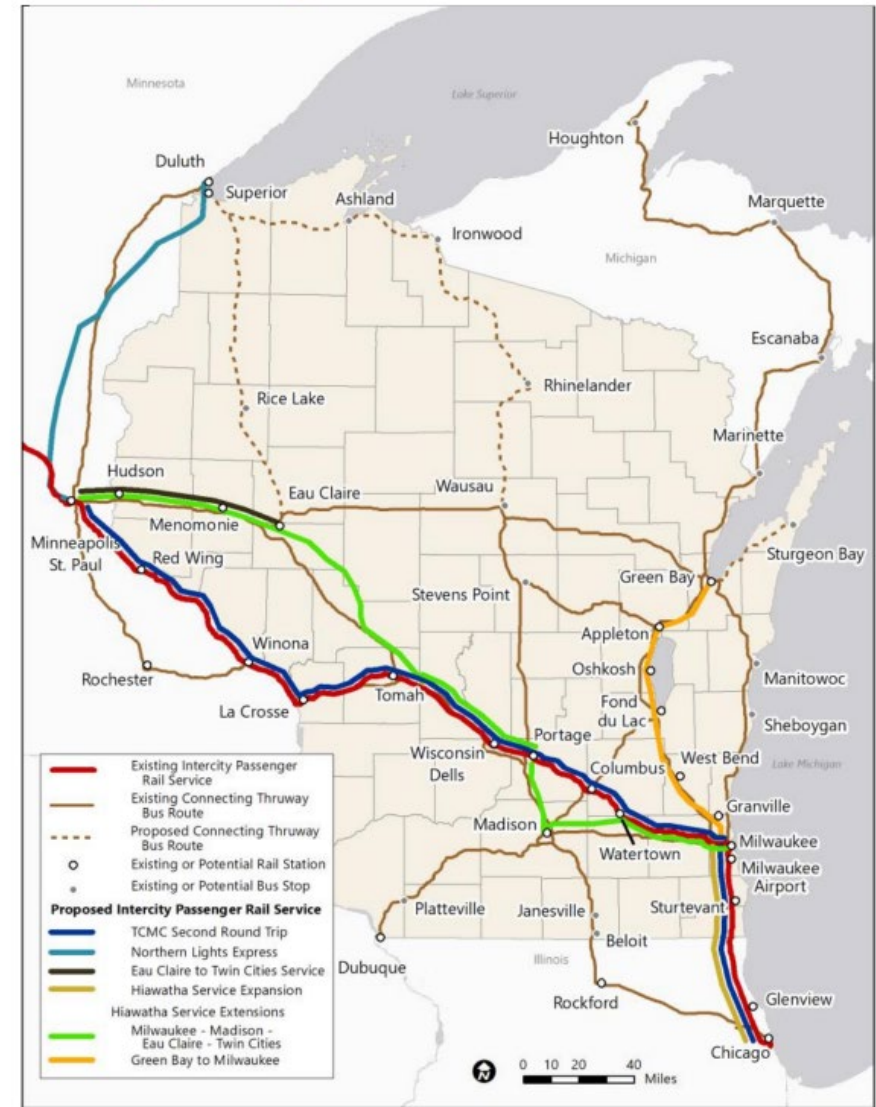 Minnesota
Lake Superior
Houghton
Duluth
Superior
Ashland
Marquette
Ironwood
Michigan
Escanaba
Rhinelander
Rice Lake
Marinette
Hudson
Eau Claire
Wausau
Menomonie
Minneapolis
St. Paul
Red Wing
Sturgeon Bay
Green Bay
Stevens Point
Appleton
Winona
Oshkosh
Rochester
Manitowoc
Tomah
Fond
du Lac
La Crosse
Sheboygan
Portage
Wisconsin
Dells
West Bend
Lake Michigan
Columbus
Granville
Madison
Milwaukee
Watertown
Milwaukee
Airport
Platteville
Janesville
Sturtevant
Beloit
Dubuque
Illinois
Rockford
Glenview
Chicago
Existing Intercity Passenger
Rail Service
Existing Connecting Thruway
Bus Route
Proposed Connecting Thruway
Bus Route
Existing or Potential Rail Station
Existing or Potential Bus Stop
Proposed Intercity Passenger Rail Service
TCMC Second Round Trip
Northern Lights Express
Eau Claire to Twin Cities Service
Hiawatha Service Expansion
Hiawatha Service Extensions
Milwaukee - Madison -
Eau Claire - Twin Cities
Green Bay to Milwaukee
N
0 10 20 40
Miles